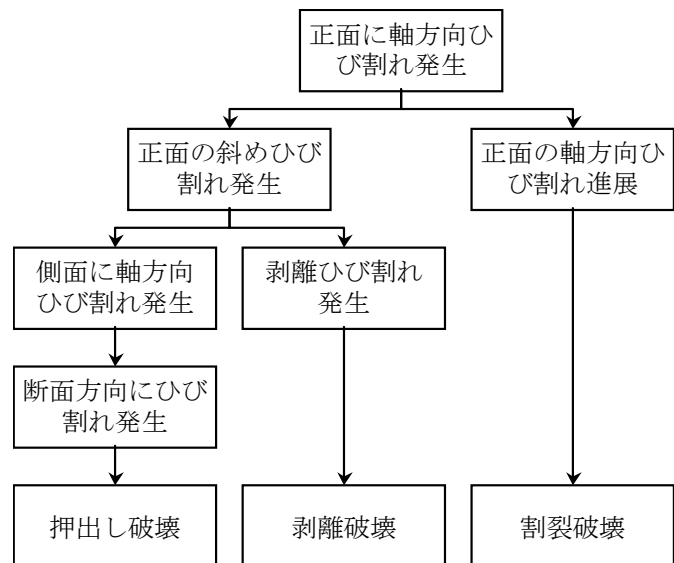 正面に軸方向ひ
び割れ発生
正面の斜めひび
割れ発生
正面の軸方向ひ
び割れ進展
側面に軸方向
ひび割れ発生
剥離ひび割れ
発生
断面方向にひび
割れ発生
押出し破壊
剥離破壊
割裂破壊